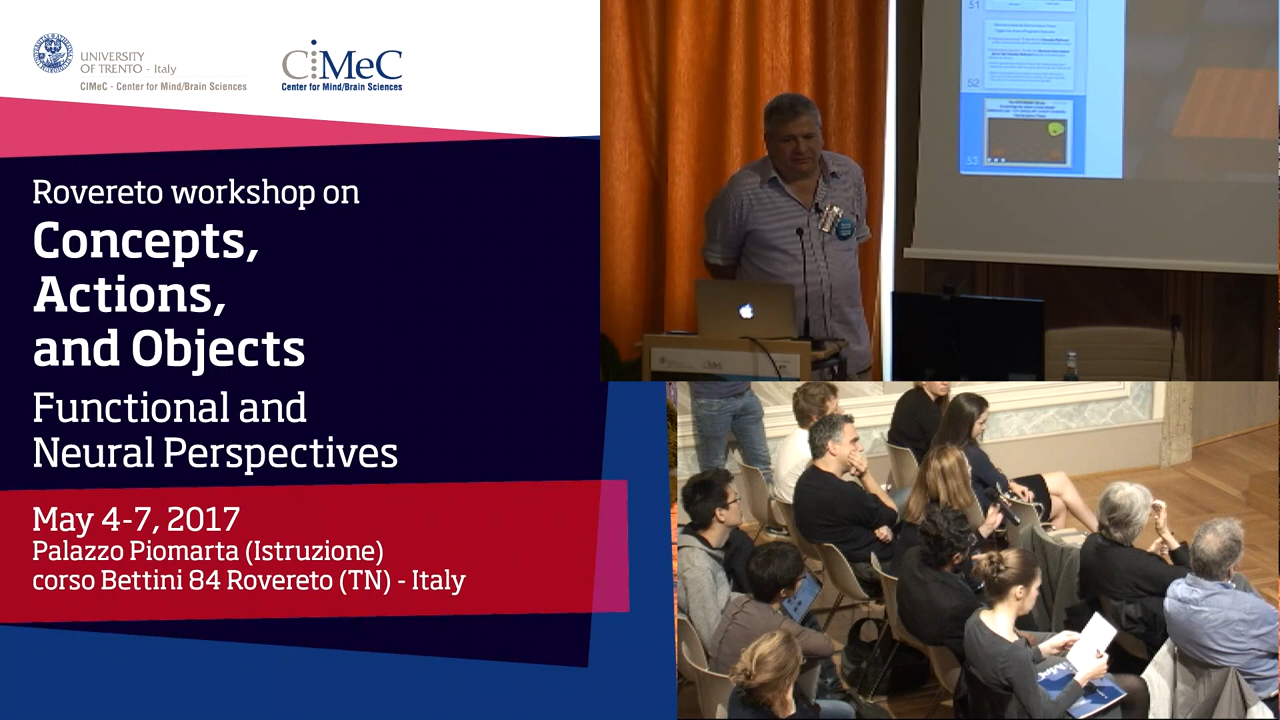 UNIVERSITY
OF TRENTO - Italy
CIMeC - Center for Mind/Brain Sciences
CiMeC
Center for Mind/Brain Sciences
Rovereto workshop on
Concepts,
Actions,
and Objects
Functional and
Neural Perspectives
May 4-7, 2017
Palazzo Piomarta (Istruzione)
corso Bettini 84 Rovereto (TN) - Italy
51
52
53